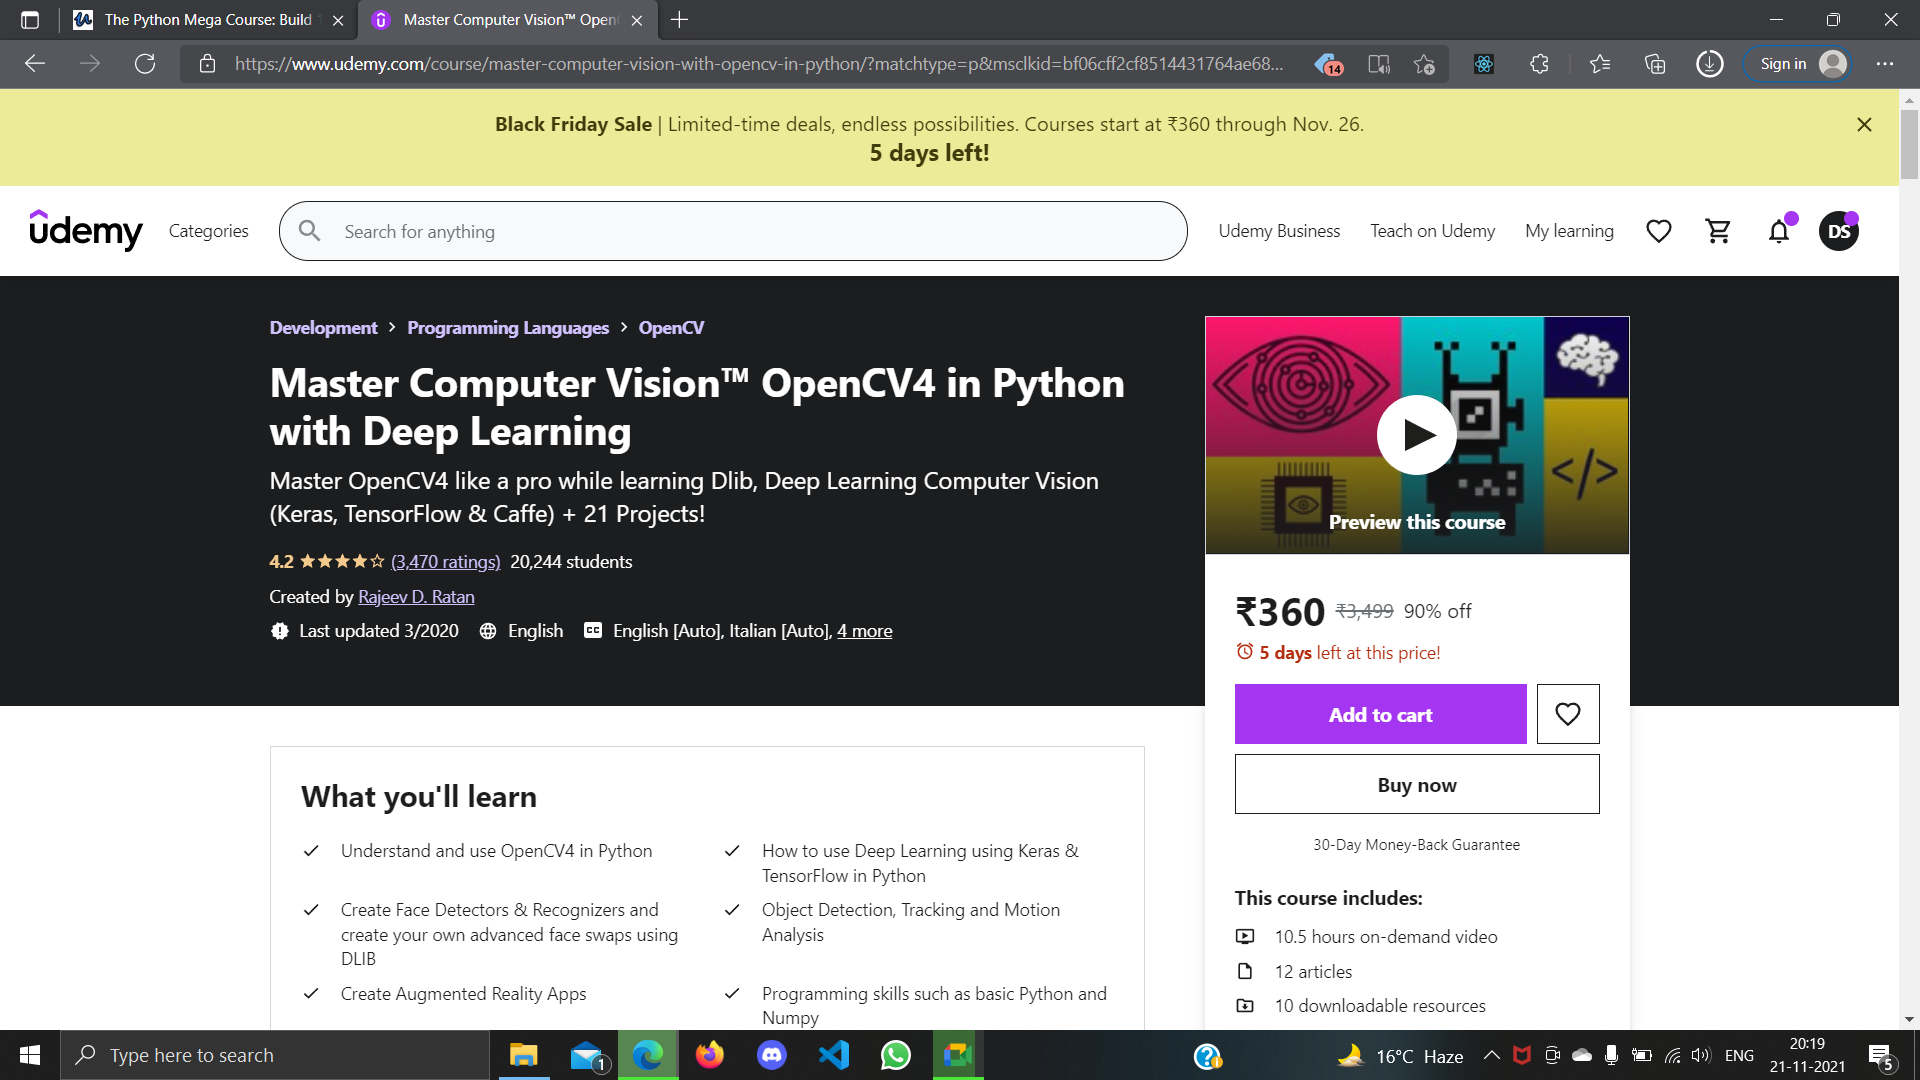 The Python Mega Course: Build
Master Computer Vision™ Open
https://www.udemy.com/course/master-computer-vision-with-opencv-in-python/?matchtype=p&msclkid=bf06cff2cf8514431764ae68...
14
Sign in
Black Friday Sale | Limited-time deals, endless possibilities. Courses start at ₹360 through Nov. 26.
5 days left!
udemy
Categories
Search for anything
Udemy Business
Teach on Udemy
My learning
DS
Development > Programming Languages > OpenCV
Master Computer Vision™ OpenCV4 in Python
with Deep Learning
Master OpenCV4 like a pro while learning Dlib, Deep Learning Computer Vision
(Keras, TensorFlow & Caffe) + 21 Projects!
4.2 (3,470 ratings) 20,244 students
Created by Rajeev D. Ratan
Last updated 3/2020 English CC English [Auto], Italian [Auto], 4 more
</>
Preview this course
₹360 ₹3,499 90% off
5 days left at this price!
Add to cart
Buy now
30-Day Money-Back Guarantee
This course includes:
10.5 hours on-demand video
12 articles
10 downloadable resources
What you'll learn
Understand and use OpenCV4 in Python
How to use Deep Learning using Keras &
TensorFlow in Python
Create Face Detectors & Recognizers and
create your own advanced face swaps using
DLIB
Object Detection, Tracking and Motion
Analysis
Create Augmented Reality Apps
Programming skills such as basic Python and
Numpy
Type here to search
1
16°C Haze
ENG
20:19
21-11-2021
5